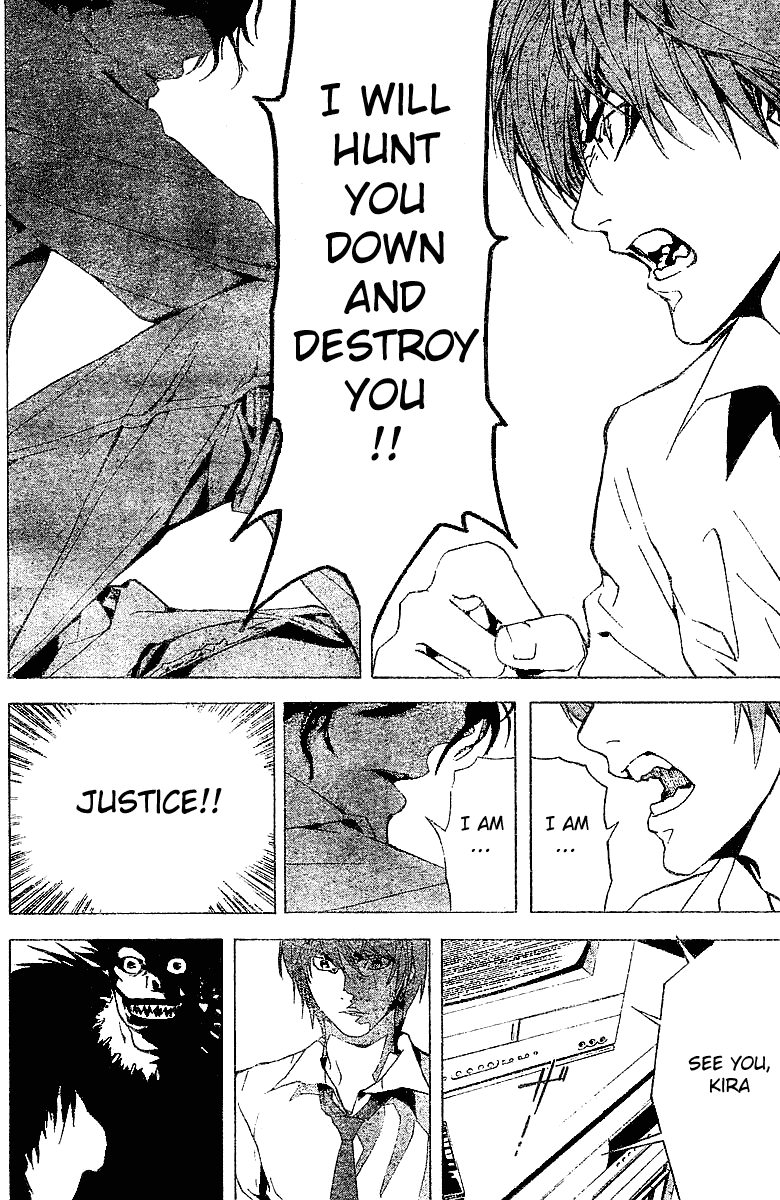 I WILL
HUNT
YOU
DOWN
AND
DESTROY
YOU
!!
I AM
...
I AM
...
JUSTICE!!
SEE YOU,
KIRA